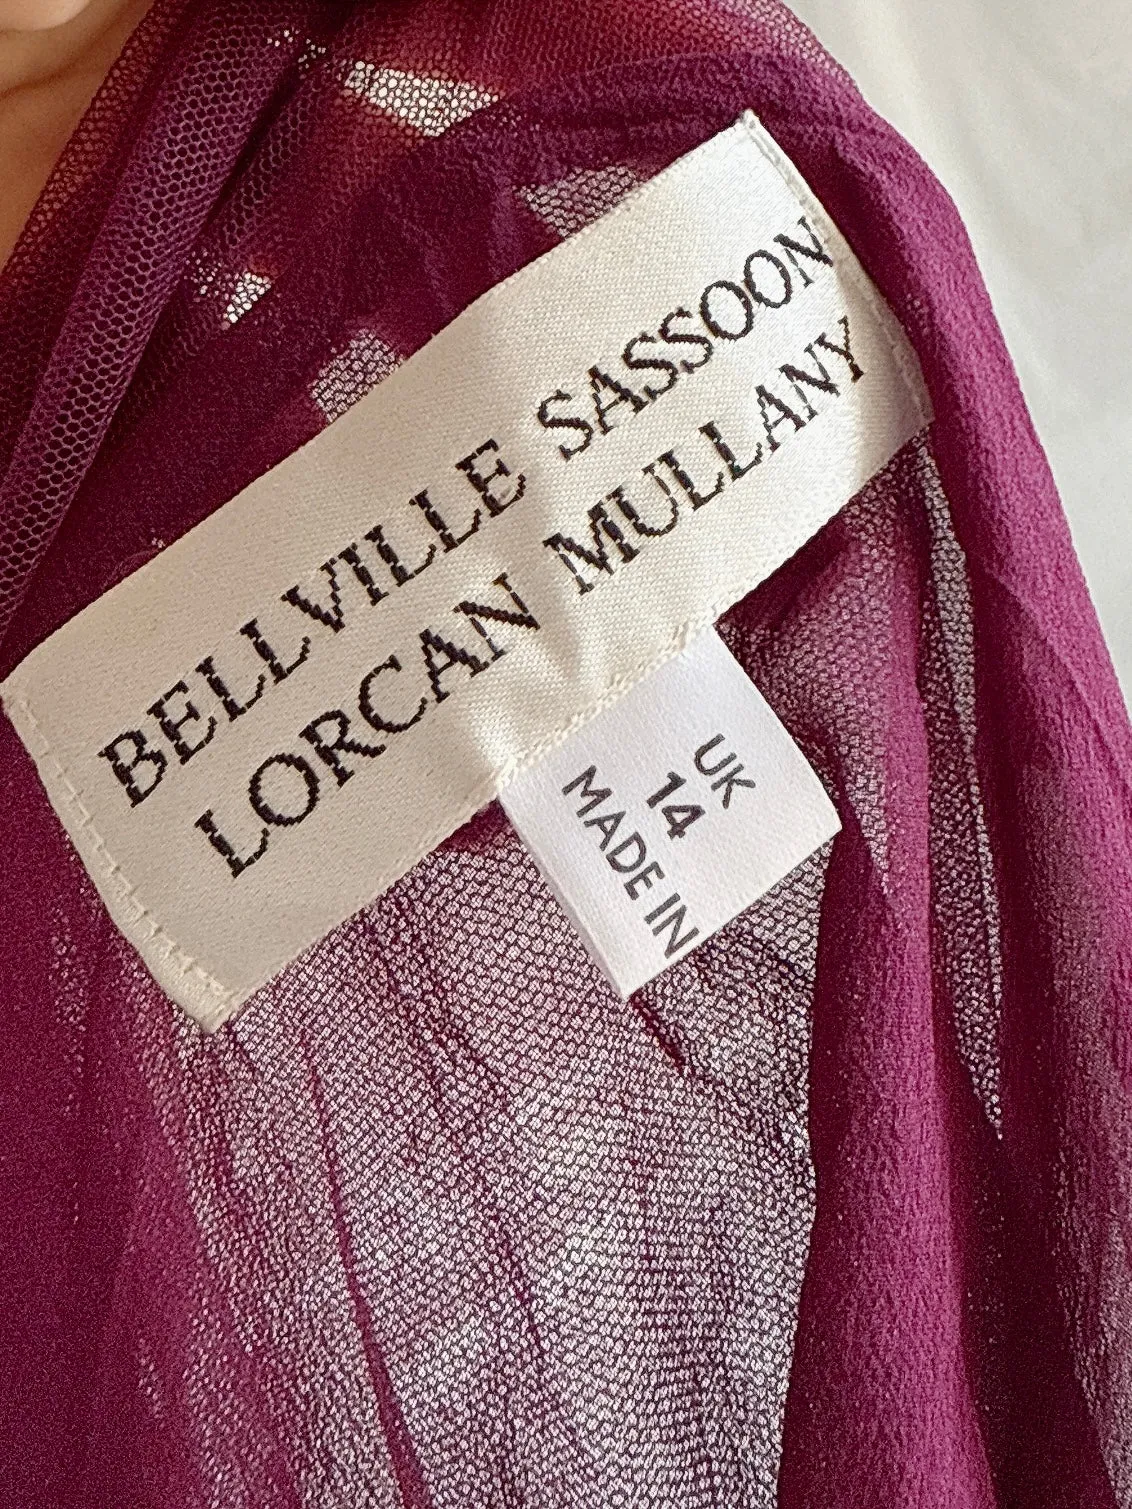 BELLVILLE SASSOON
LORCAN MULLANY
UK
14
MADE IN